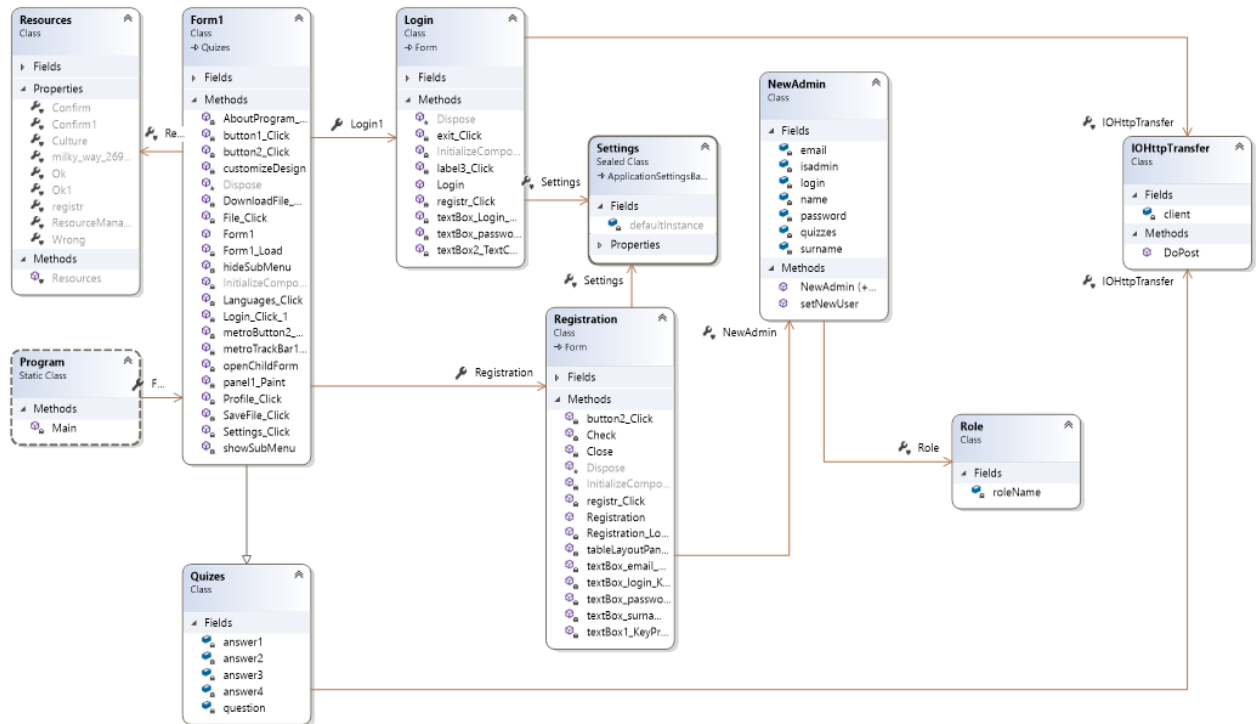 Resources
Class
Fields
Properties
Confirm
Confirm1
Culture
milky_way_269...
Ok
Ok1
registr
ResourceMana...
Wrong
Methods
Resources
Re...
Form1
Class
Quizes
Fields
Methods
AboutProgram_...
button1_Click
button2_Click
customizeDesign
Dispose
DownloadFile_...
File_Click
Form1
Form1_Load
hideSubMenu
InitializeCompo...
Languages_Click
Login_Click_1
metroButton2_...
metroTrackBar1...
openChildForm
panel1_Paint
Profile_Click
SaveFile_Click
Settings_Click
showSubMenu
Login1
Login
Class
Form
Fields
Methods
Dispose
exit_Click
InitializeCompo...
label3_Click
Login
registr_Click
textBox_Login_...
textBox_passwo...
textBox2_TextC...
Settings
Settings
Sealed Class
ApplicationSettingsBa...
Fields
defaultInstance
Properties
Settings
NewAdmin
Class
Fields
email
isadmin
login
name
password
quizzes
surname
Methods
NewAdmin (+...
setNewUser
NewAdmin
IOHttpTransfer
IOHttpTransfer
Class
Fields
client
Methods
DoPost
IOHttpTransfer
Program
Static Class
Methods
Main
F...
Registration
Registration
Class
Form
Fields
Methods
button2_Click
Check
Close
Dispose
InitializeCompo...
registr_Click
Registration
Registration_Lo...
tableLayoutPan...
textBox_email_...
textBox_login_K...
textBox_passwo...
textBox_surna...
textBox1_KeyPr...
Role
Role
Class
Fields
roleName
Quizes
Class
Fields
answer1
answer2
answer3
answer4
question